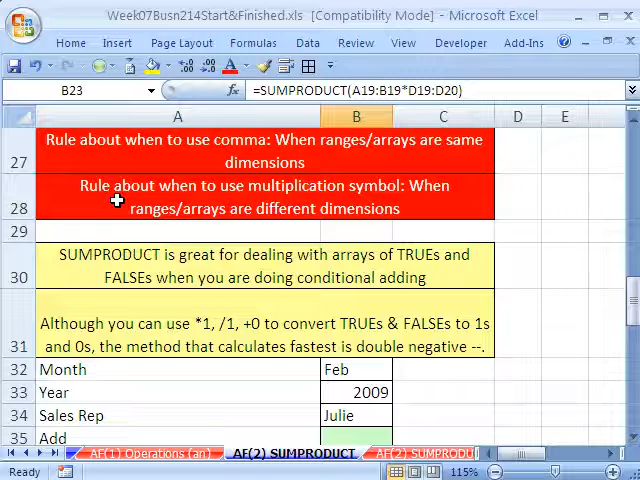 Week07Busn214Start&Finished.xls [Compatibility Mode] - Microsoft Excel
Home Insert Page Layout Formulas Data Review View Developer Add-Ins
B23 fx =SUMPRODUCT(A19:B19*D19:D20)
A B C D E
27 Rule about when to use comma: When ranges/arrays are same
dimensions
28 Rule about when to use multiplication symbol: When
ranges/arrays are different dimensions
29
30 SUMPRODUCT is great for dealing with arrays of TRUEs and
FALSEs when you are doing conditional adding
31 Although you can use *1, /1, +0 to convert TRUEs & FALSEs to 1s
and 0s, the method that calculates fastest is double negative --.
32 Month Feb
33 Year 2009
34 Sales Rep Julie
35 Add
AF(1) Operations (an) AF(2) SUMPRODUCT AF(2) SUMPRODU
Ready 115%